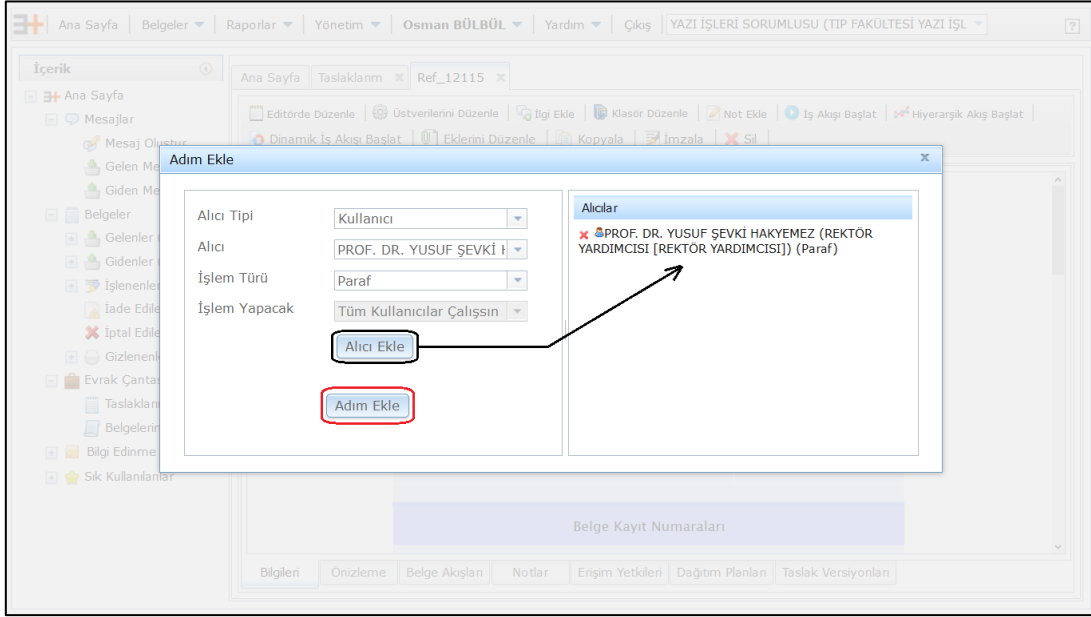 Ana Sayfa Belgeler Raporlar Yönetim Osman BÜLBÜL Yardım Çıkış YAZI İŞLERİ SORUMLUSU (TIP FAKÜLTESİ YAZI İŞL ?
İçerik
Ana Sayfa
Mesajlar
Mesaj Oluştur
Gelen Me
Giden Me
Belgeler
Gelenler
Gidenler
İşlenenler
İade Edile
İptal Edile
Gizlenenl
Evrak Çantas
Taslakları
Belgelerin
Bilgi Edinme
Sık Kullanılanlar
Ana Sayfa Taslaklarım x Ref_12115 x
Editörde Düzenle Üstverilerini Düzenle İlgi Ekle Klasör Düzenle Not Ekle İş Akışı Başlat Hiyerarşik Akış Başlat
Dinamik İş Akışı Başlat Eklerini Düzenle Kopyala İmzala Sil
Adım Ekle x
Alıcı Tipi Kullanıcı
Alıcı PROF. DR. YUSUF ŞEVKİ H
İşlem Türü Paraf
İşlem Yapacak Tüm Kullanıcılar Çalışsın
Alıcı Ekle
Adım Ekle
Alıcılar
PROF. DR. YUSUF ŞEVKİ HAKYEMEZ (REKTÖR
YARDIMCISI [REKTÖR YARDIMCISI]) (Paraf)
Belge Kayıt Numaraları
Bilgileri Önizleme Belge Akışları Notlar Erişim Yetkileri Dağıtım Planları Taslak Versiyonları